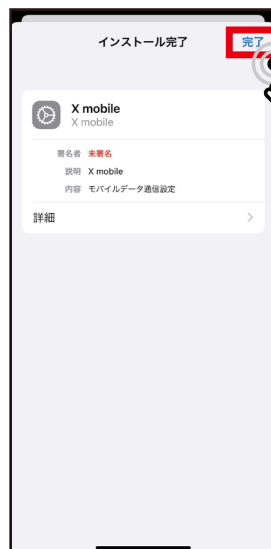 インストール完了
完了
X mobile
X mobile
署名者 未署名
説明 X mobile
内容 モバイルデータ通信設定
詳細